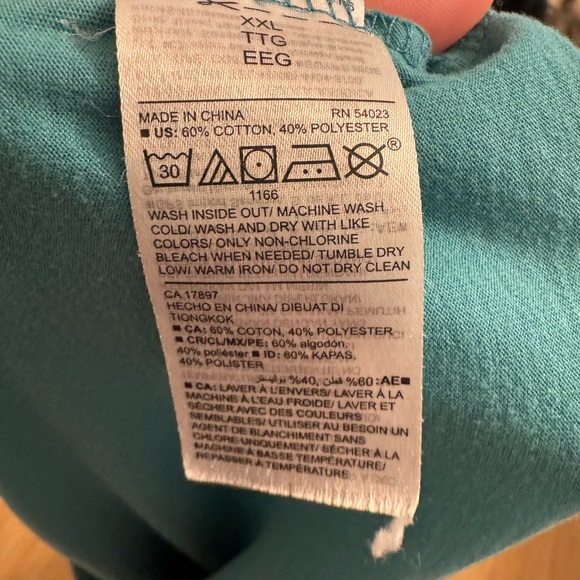 XXL
TTG
EEG
MADE IN CHINA RN 54023
■ US: 60% COTTON, 40% POLYESTER
30
®
1166
WASH INSIDE OUT/ MACHINE WASH
COLD/ WASH AND DRY WITH LIKE
COLORS/ ONLY NON-CHLORINE
BLEACH WHEN NEEDED/ TUMBLE DRY
LOW/ WARM IRON/ DO NOT DRY CLEAN
CA 17897
HECHO EN CHINA/ DIBUAT DI
TIONGKOK
■ CA: 60% COTON, 40% POLYESTER
■ CR/CL/MX/PE: 60% algodón,
40% poliéster ■ ID: 60% KAPAS,
40% POLISTER
■AE: 60% قطن, 40% بوليستر
■ CA: LAVER À L'ENVERS/ LAVER À LA
MACHINE À L'EAU FROIDE/ LAVER ET
SÉCHER AVEC DES COULEURS
SEMBLABLES/ UTILISER AU BESOIN UN
AGENT DE BLANCHIMENT SANS
CHLORE UNIQUEMENT/ SÉCHER À LA
MACHINE À BASSE TEMPÉRATURE/
REPASSER À TEMPÉRATURE